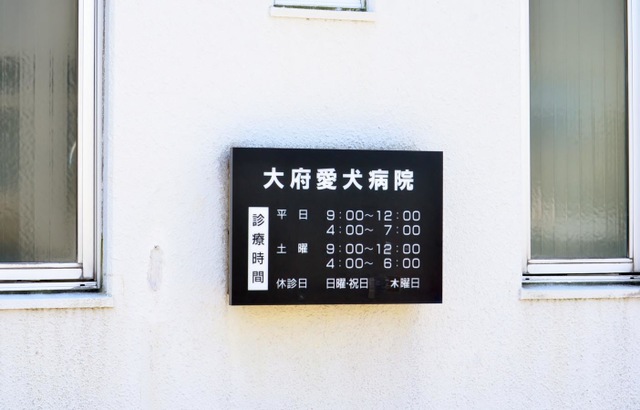 大府愛犬病院
診療時間
平日 9:00～12:00
4:00～ 7:00
土曜 9:00～12:00
4:00～ 6:00
休診日 日曜・祝日 木曜日